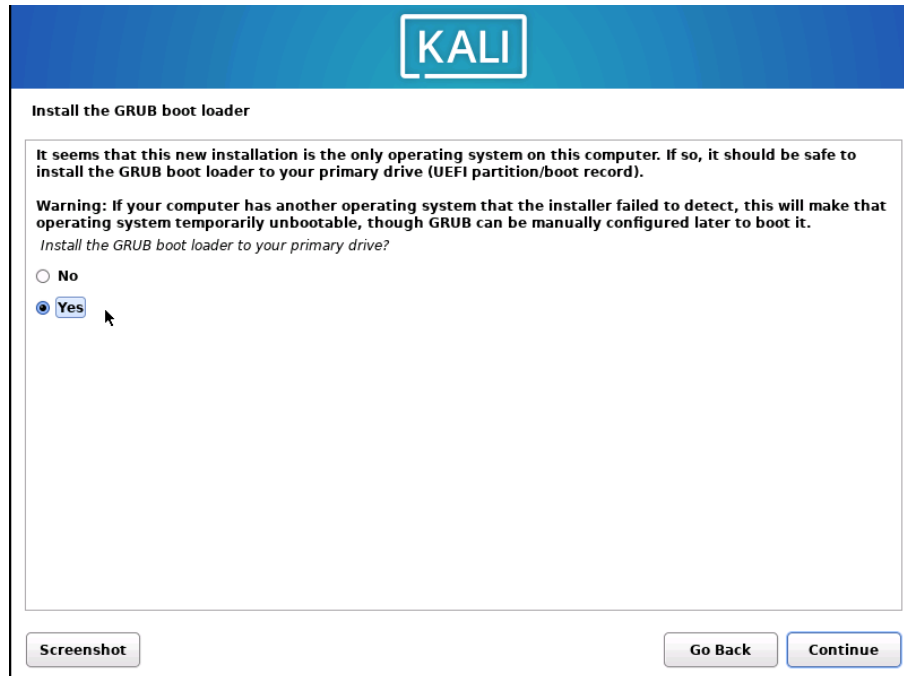 KALI
Install the GRUB boot loader
It seems that this new installation is the only operating system on this computer. If so, it should be safe to
install the GRUB boot loader to your primary drive (UEFI partition/boot record).
Warning: If your computer has another operating system that the installer failed to detect, this will make that
operating system temporarily unbootable, though GRUB can be manually configured later to boot it.
Install the GRUB boot loader to your primary drive?
No
Yes
Screenshot
Go Back
Continue